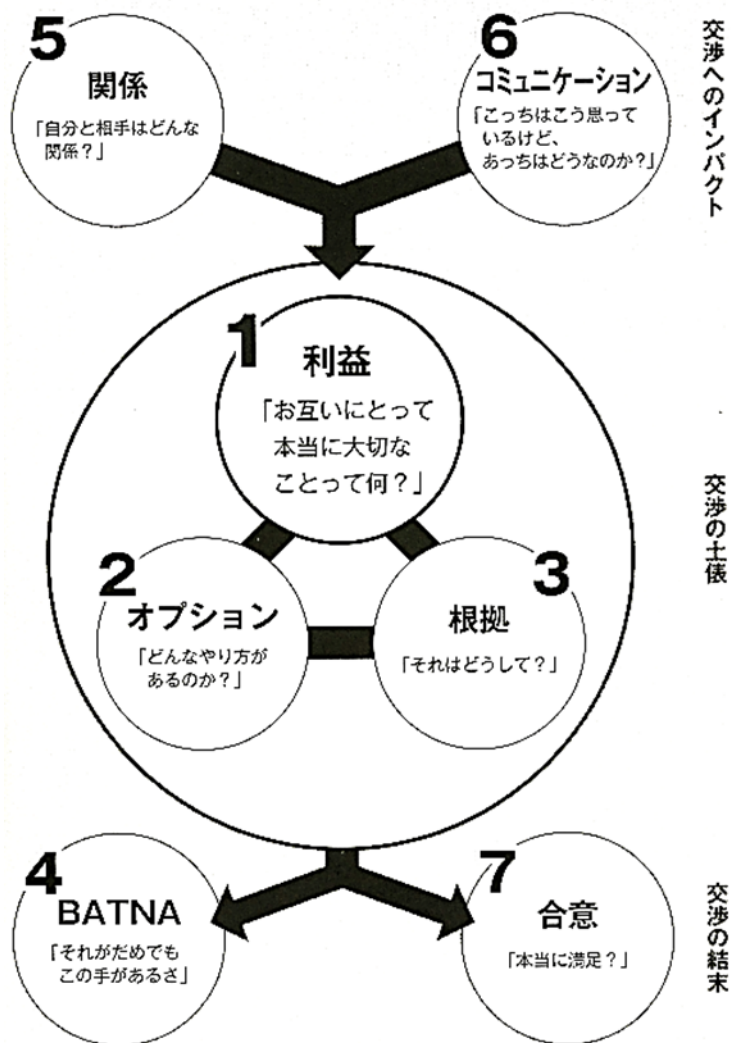 5
関係
「自分と相手はどんな
関係？」
6
コミュニケーション
「こっちはこう思って
いるけど、
あっちはどうなのか？」
交渉へのインパクト
1
利益
「お互いにとって
本当に大切な
ことって何？」
2
オプション
「どんなやり方が
あるのか？」
3
根拠
「それはどうして？」
交渉の土俵
4
BATNA
「それがだめでも
この手があるさ」
7
合意
「本当に満足？」
交渉の結末